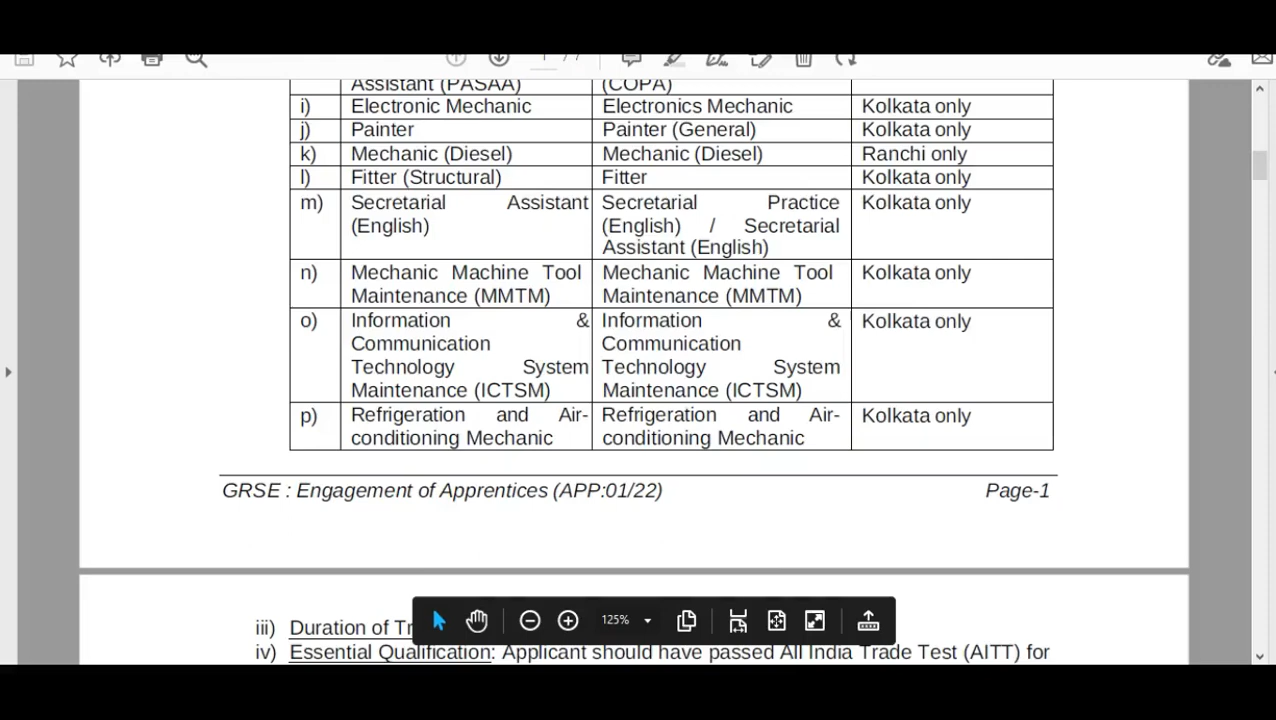 Assistant (PASAA) (COPA)
i) Electronic Mechanic Electronics Mechanic Kolkata only
j) Painter Painter (General) Kolkata only
k) Mechanic (Diesel) Mechanic (Diesel) Ranchi only
l) Fitter (Structural) Fitter Kolkata only
m) Secretarial Assistant Secretarial Practice Kolkata only
(English) (English) / Secretarial
Assistant (English)
n) Mechanic Machine Tool Mechanic Machine Tool Kolkata only
Maintenance (MMTM) Maintenance (MMTM)
o) Information & Information & Kolkata only
Communication Communication
Technology System Technology System
Maintenance (ICTSM) Maintenance (ICTSM)
p) Refrigeration and Air- Refrigeration and Air- Kolkata only
conditioning Mechanic conditioning Mechanic
GRSE : Engagement of Apprentices (APP:01/22) Page-1
125%
iii) Duration of
iv) Essential Qualification: Applicant should have passed All India Trade Test (AITT) for